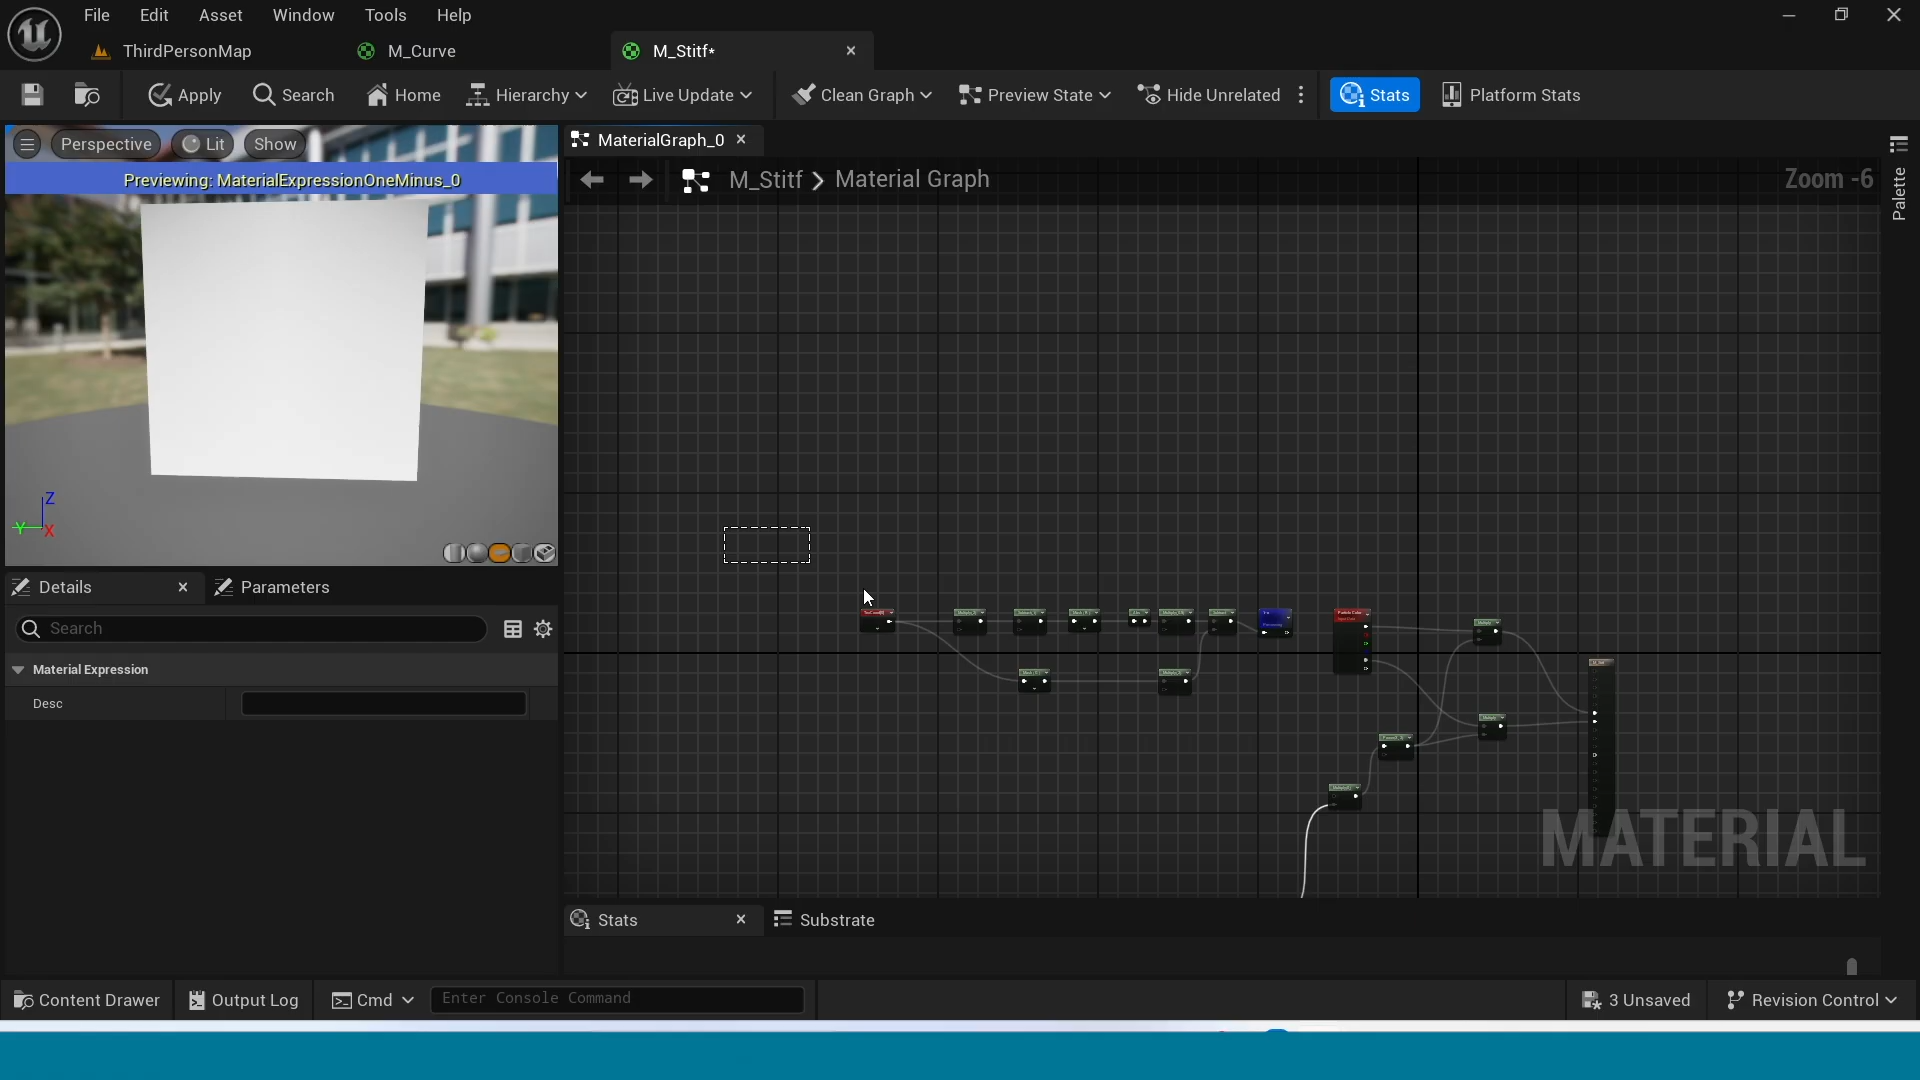 File Edit Asset Window Tools Help
ThirdPersonMap M_Curve M_Stitf*
Apply Search Home Hierarchy Live Update Clean Graph Preview State Hide Unrelated Stats Platform Stats
Perspective Lit Show
Previewing: MaterialExpressionOneMinus_0
Z
Y
X
MaterialGraph_0
M_Stitf > Material Graph
Zoom -6
Palette
Particle Color
MATERIAL
Details Parameters
Search
Material Expression
Desc
Stats Substrate
Content Drawer Output Log Cmd Enter Console Command 3 Unsaved Revision Control